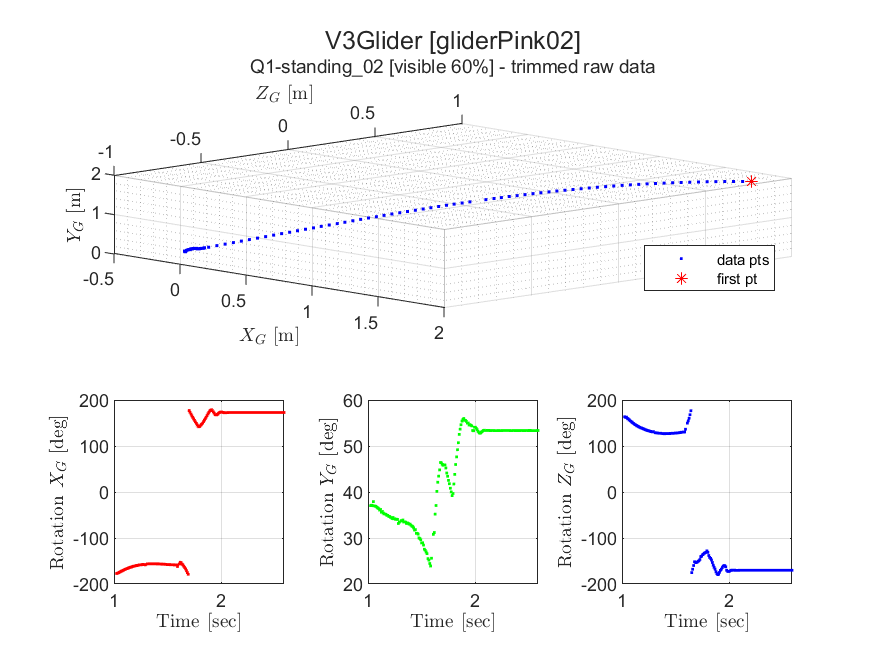 V3Glider [gliderPink02]
Q1-standing_02 [visible 60%] - trimmed raw data
Z_G [m]
-1
-0.5
0
0.5
1
Y_G [m]
2
1
0
X_G [m]
-0.5
0
0.5
1
1.5
2
data pts
first pt
Rotation X_G [deg]
200
100
0
-100
-200
1
2
Time [sec]
Rotation Y_G [deg]
60
50
40
30
20
1
2
Time [sec]
Rotation Z_G [deg]
200
100
0
-100
-200
1
2
Time [sec]